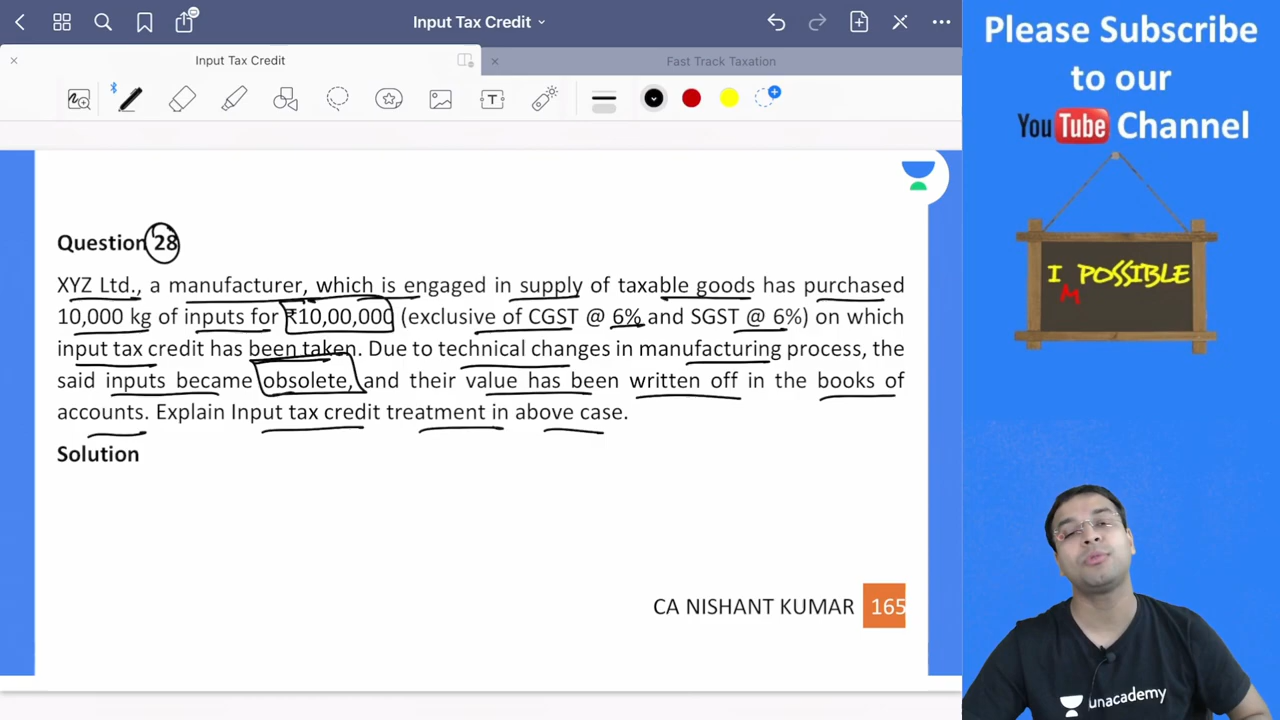 Input Tax Credit
Input Tax Credit
Fast Track Taxation
Question 28
XYZ Ltd., a manufacturer, which is engaged in supply of taxable goods has purchased
10,000 kg of inputs for ₹10,00,000 (exclusive of CGST @ 6% and SGST @ 6%) on which
input tax credit has been taken. Due to technical changes in manufacturing process, the
said inputs became obsolete, and their value has been written off in the books of
accounts. Explain Input tax credit treatment in above case.
Solution
CA NISHANT KUMAR 165
Please Subscribe
to our
YouTube Channel
I POSSIBLE
M
unacademy